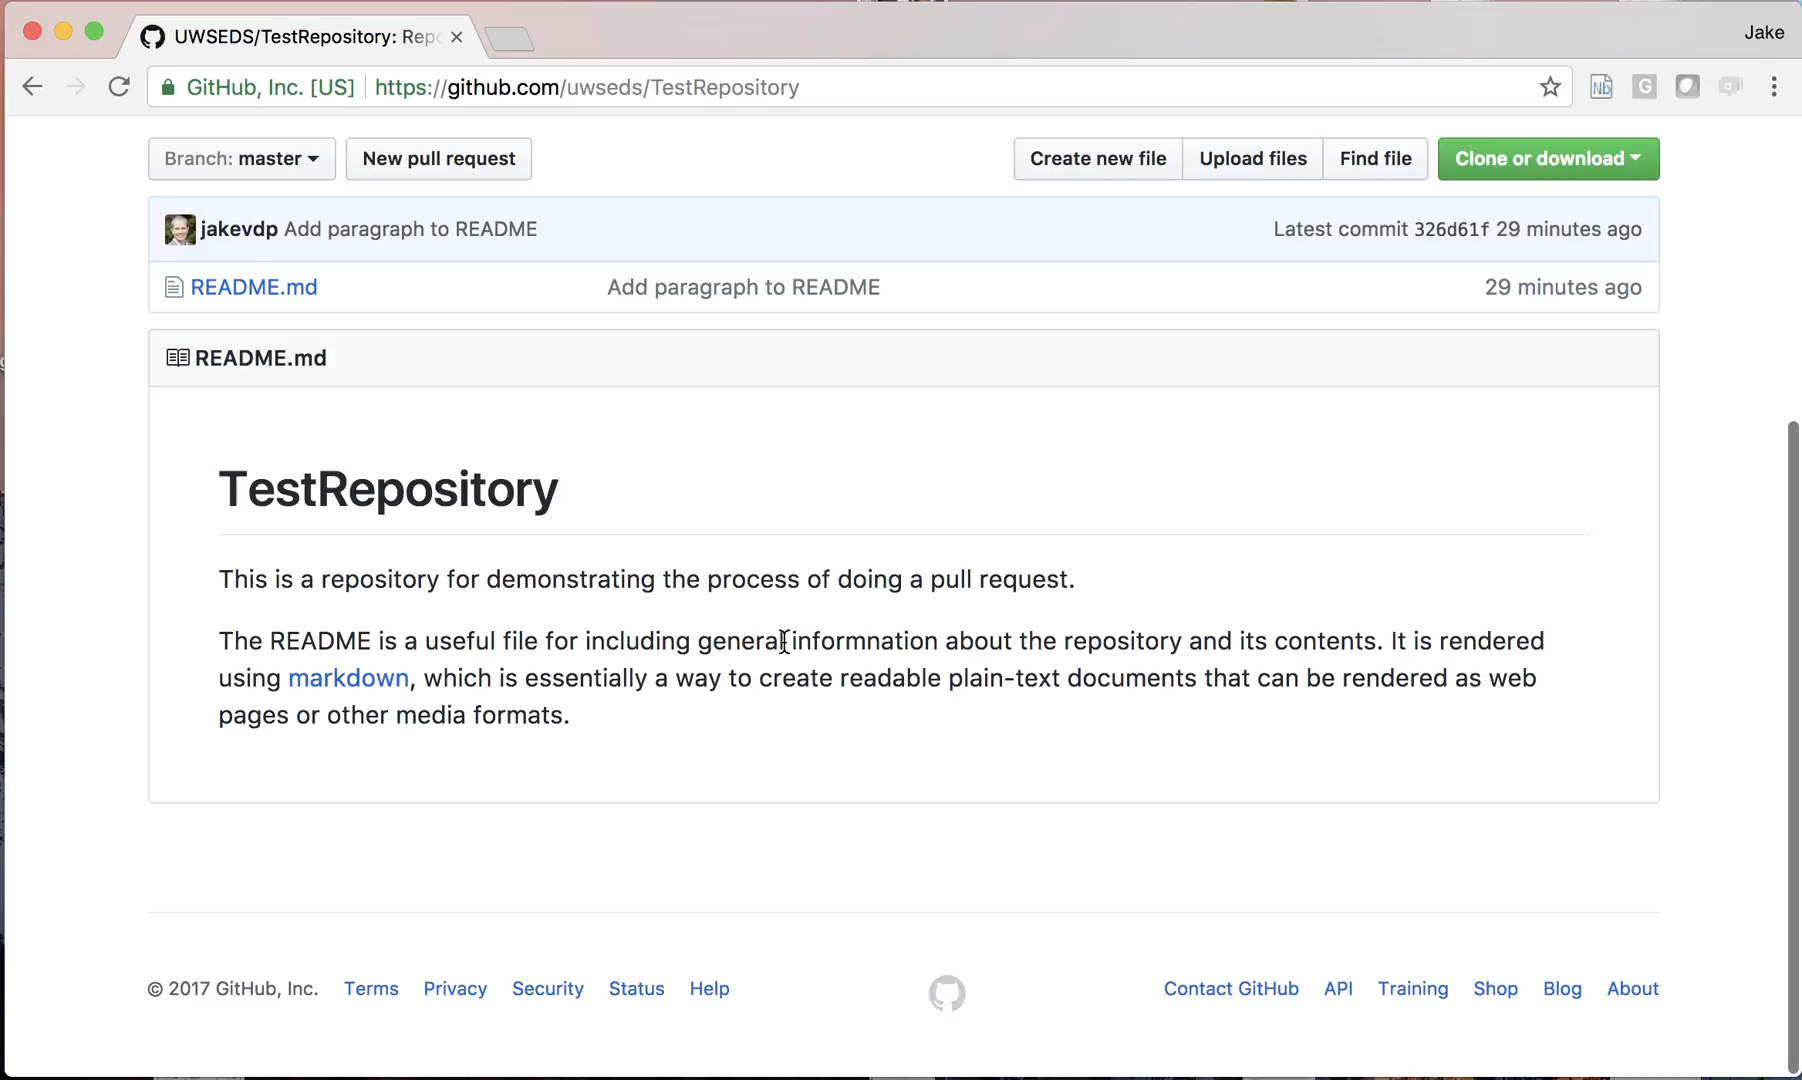 UWSEDS/TestRepository: Rep
Jake
GitHub, Inc. [US] https://github.com/uwseds/TestRepository
Nb G a
Branch: master New pull request Create new file Upload files Find file Clone or download
jakevdp Add paragraph to README Latest commit 326d61f 29 minutes ago
README.md Add paragraph to README 29 minutes ago
README.md
TestRepository
This is a repository for demonstrating the process of doing a pull request.
The README is a useful file for including general informnation about the repository and its contents. It is rendered
using markdown, which is essentially a way to create readable plain-text documents that can be rendered as web
pages or other media formats.
© 2017 GitHub, Inc. Terms Privacy Security Status Help Contact GitHub API Training Shop Blog About